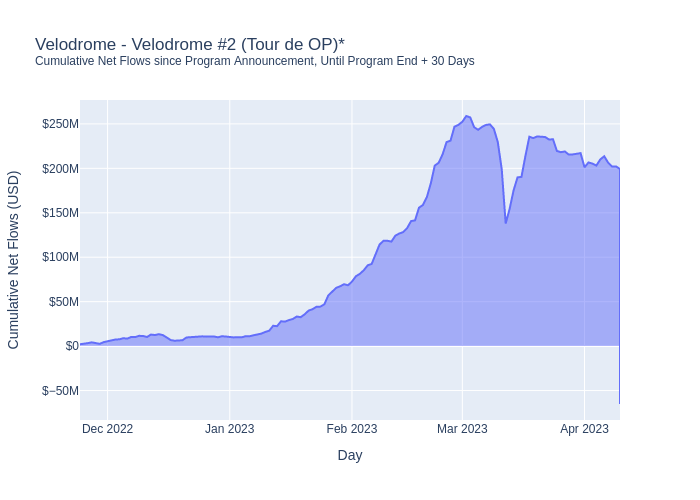 Velodrome - Velodrome #2 (Tour de OP)*
Cumulative Net Flows since Program Announcement, Until Program End + 30 Days
Cumulative Net Flows (USD)
$250M
$200M
$150M
$100M
$50M
$0
$−50M
Dec 2022
Jan 2023
Feb 2023
Mar 2023
Apr 2023
Day